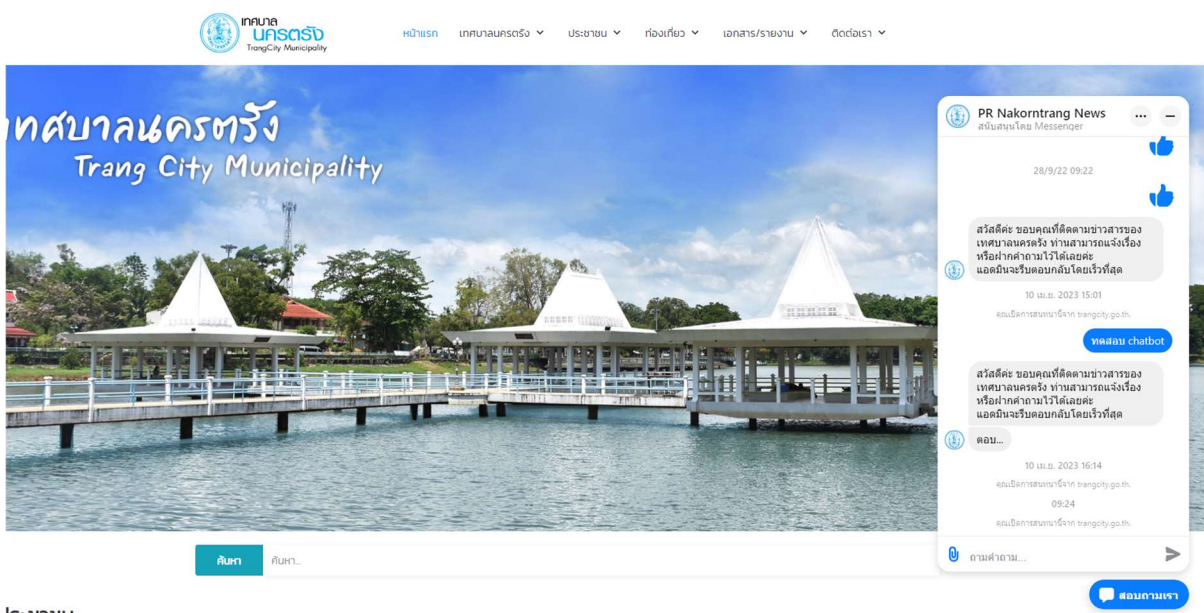 เทศบาล
นครตรัง
TrangCity Municipality
หน้าแรก เทศบาลนครตรัง ประชาชน ท่องเที่ยว เอกสาร/รายงาน ติดต่อเรา
เทศบาลนครตรัง
Trang City Municipality
PR Nakorntrang News
สนับสนุนโดย Messenger
28/9/22 09:22
สวัสดีค่ะ ขอบคุณที่ติดตามข่าวสารของ
เทศบาลนครตรัง ท่านสามารถแจ้งเรื่อง
หรือฝากคำถามไว้ได้เลยค่ะ
แอดมินจะรีบตอบกลับโดยเร็วที่สุด
10 เม.ย. 2023 15:01
คุณเปิดการสนทนานี้จาก trangcity.go.th.
ทดสอบ chatbot
สวัสดีค่ะ ขอบคุณที่ติดตามข่าวสารของ
เทศบาลนครตรัง ท่านสามารถแจ้งเรื่อง
หรือฝากคำถามไว้ได้เลยค่ะ
แอดมินจะรีบตอบกลับโดยเร็วที่สุด
ตอบ...
10 เม.ย. 2023 16:14
คุณเปิดการสนทนานี้จาก trangcity.go.th.
09:24
คุณเปิดการสนทนานี้จาก trangcity.go.th.
ค้นหา ค้นหา...
ถามคำถาม...
สอบถามเรา